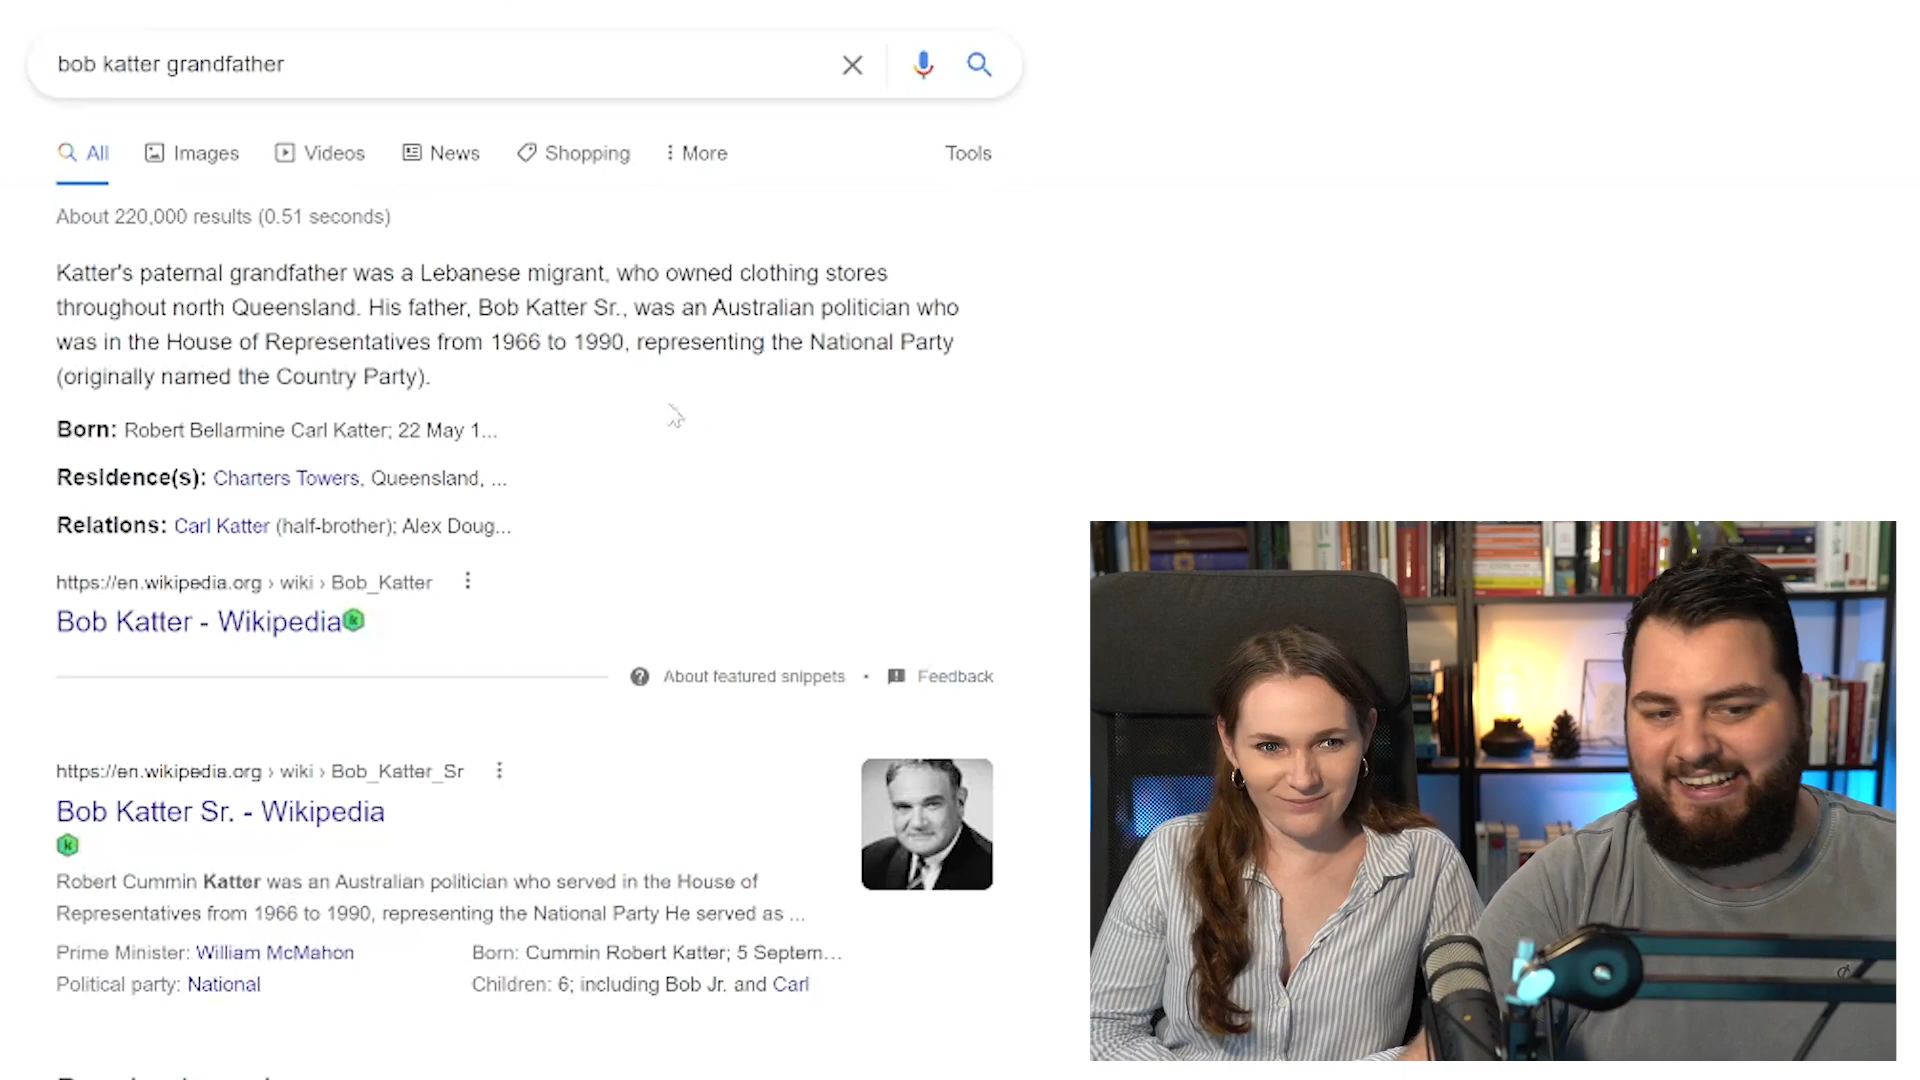 bob katter grandfather
All Images Videos News Shopping More Tools
About 220,000 results (0.51 seconds)
Katter's paternal grandfather was a Lebanese migrant, who owned clothing stores
throughout north Queensland. His father, Bob Katter Sr., was an Australian politician who
was in the House of Representatives from 1966 to 1990, representing the National Party
(originally named the Country Party).
Born: Robert Bellarmine Carl Katter; 22 May 1...
Residence(s): Charters Towers, Queensland, ...
Relations: Carl Katter (half-brother); Alex Doug...
https://en.wikipedia.org › wiki › Bob_Katter
Bob Katter - Wikipedia
k
About featured snippets • Feedback
https://en.wikipedia.org › wiki › Bob_Katter_Sr
Bob Katter Sr. - Wikipedia
k
Robert Cummin Katter was an Australian politician who served in the House of
Representatives from 1966 to 1990, representing the National Party He served as ...
Prime Minister: William McMahon Born: Cummin Robert Katter; 5 Septem...
Political party: National Children: 6; including Bob Jr. and Carl